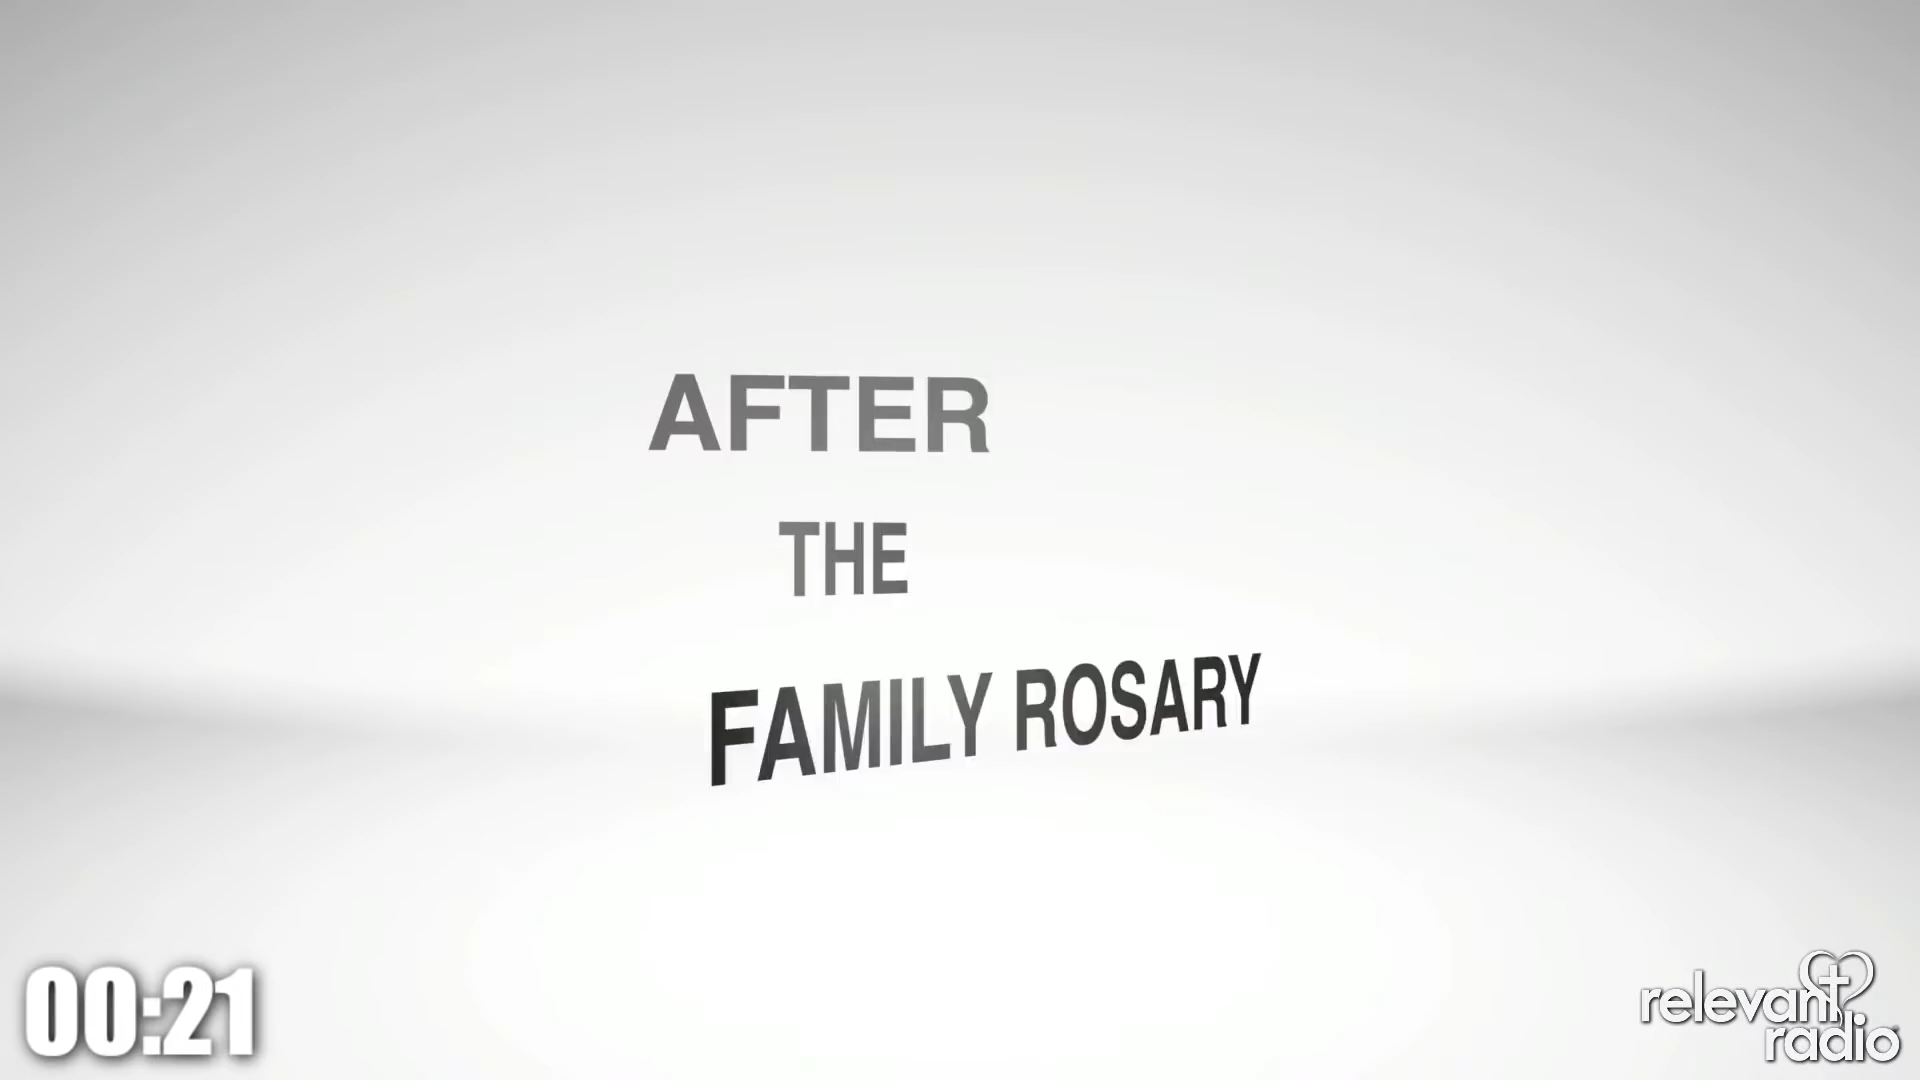 AFTER
THE
FAMILY ROSARY
00:21
relevant
radio